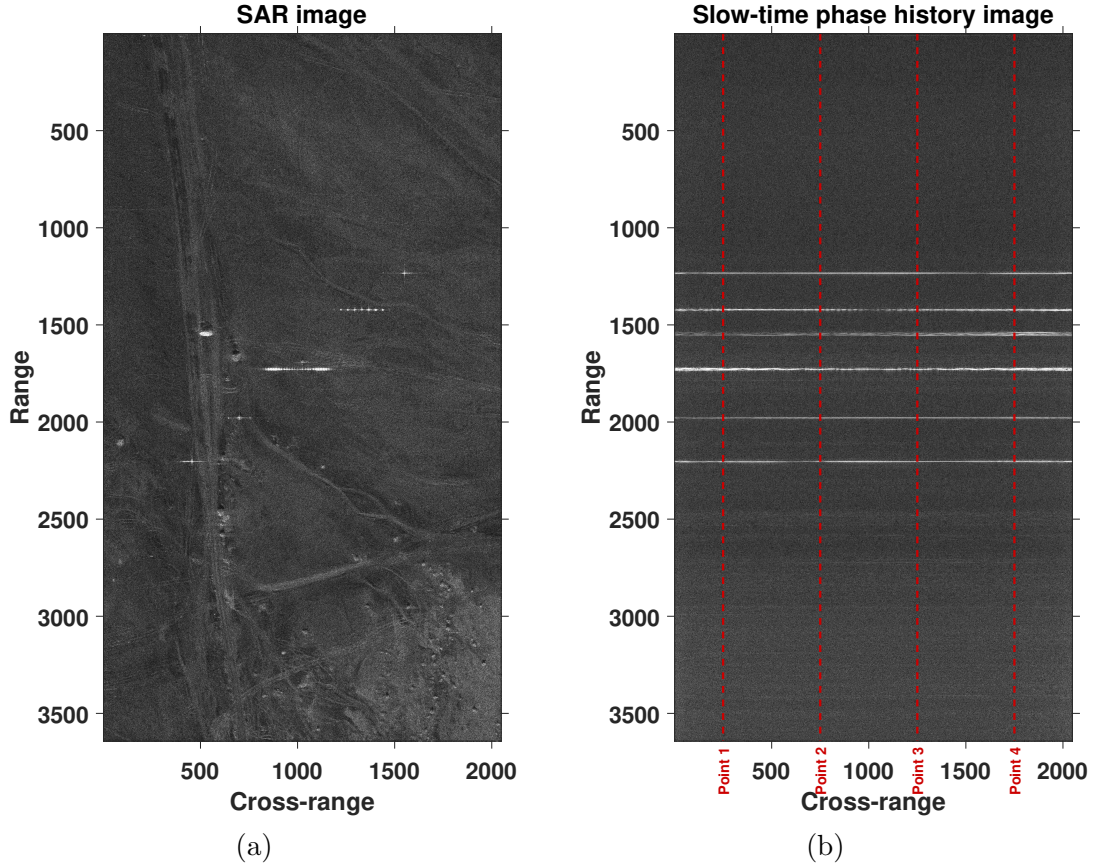 SAR image
500
1000
1500
2000
2500
3000
3500
Range
500 1000 1500 2000
Cross-range
(a)
Slow-time phase history image
500
1000
1500
2000
2500
3000
3500
Range
500 1000 1500 2000
Point 1
Point 2
Point 3
Point 4
Cross-range
(b)